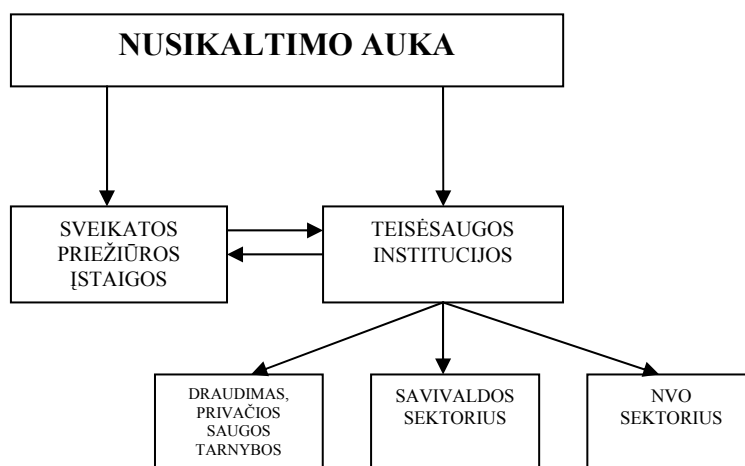 NUSIKALTIMO AUKA
SVEIKATOS
PRIEŽIŪROS
ĮSTAIGOS
TEISĖSAUGOS
INSTITUCIJOS
DRAUDIMAS,
PRIVAČIOS
SAUGOS
TARNYBOS
SAVIVALDOS
SEKTORIUS
NVO
SEKTORIUS